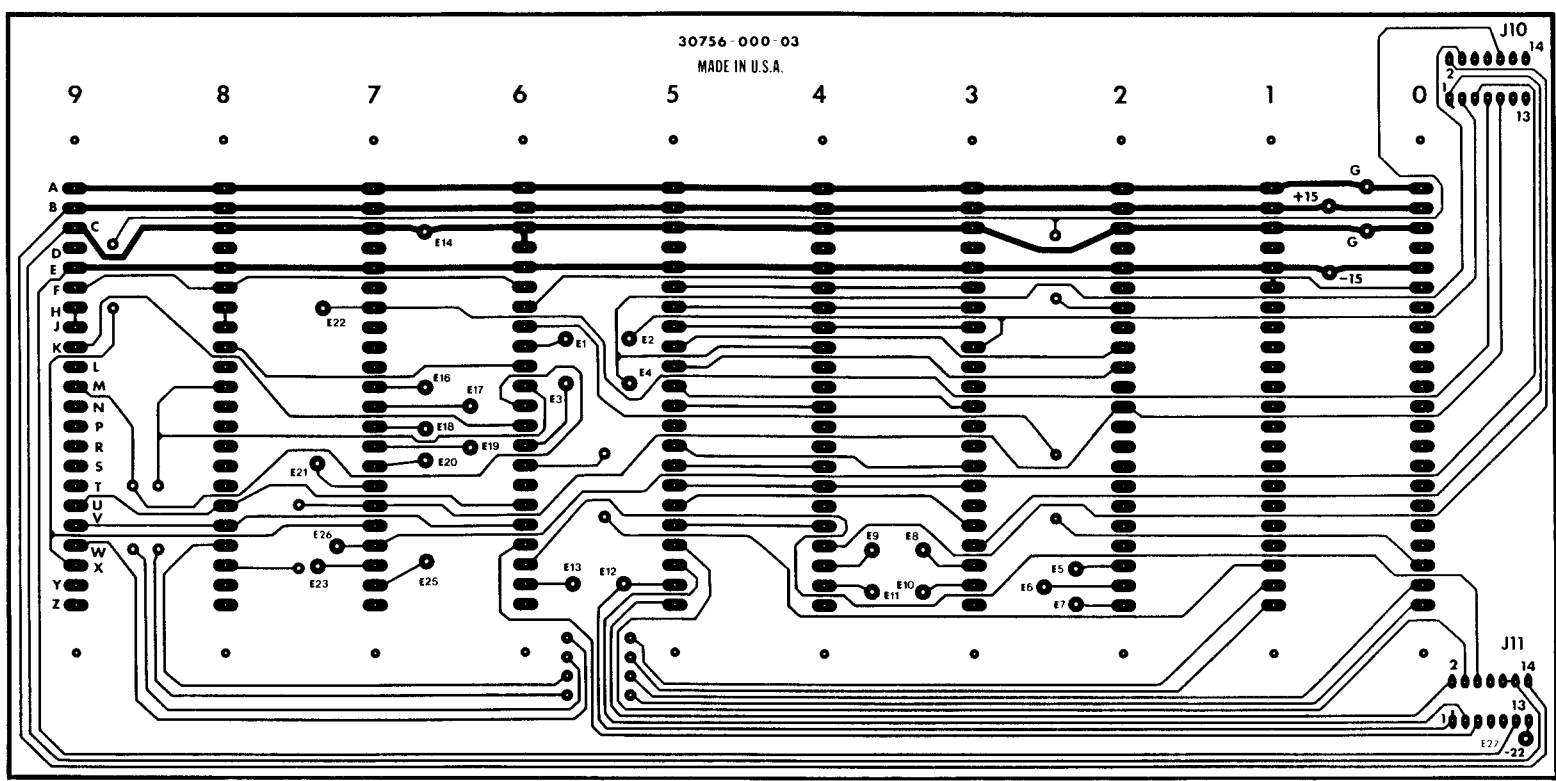 30756-000-03
MADE IN U.S.A.
J10
14
2
1
13
9 8 7 6 5 4 3 2 1 0
A
G
B
+15
C
E14
G
D
E
-15
F
H
E22
J
E1
E2
K
L
E4
M
E16
E17
E3
N
P
E18
R
E19
E20
S
E21
T
U
V
E26
E9
E8
W
X
E23
E25
E13
E12
E5
Y
E11
E10
E6
Z
E7
J11
2
14
13
1
E27
-22